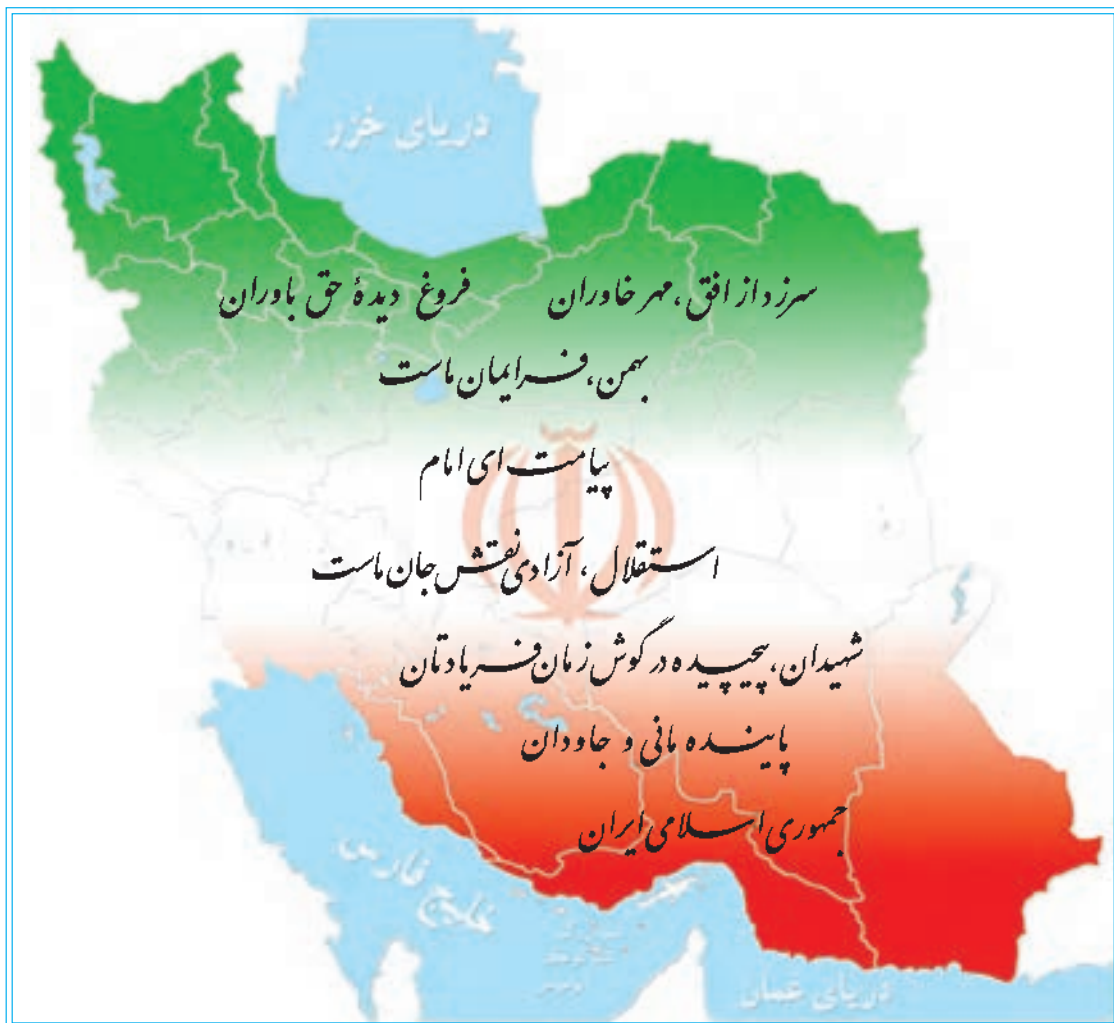 دریای خزر
سرزد از افق، مهر خاوران فروغ دیدهٔ حق باوران
بهمن، فر ایمان ماست
پیامت ای امام
استقلال، آزادی نقش جان ماست
شهیدان، پیچیده در گوش زمان فریادتان
پاینده مانی و جاودان
جمهوری اسلامی ایران
خلیج فارس
دریای عمان